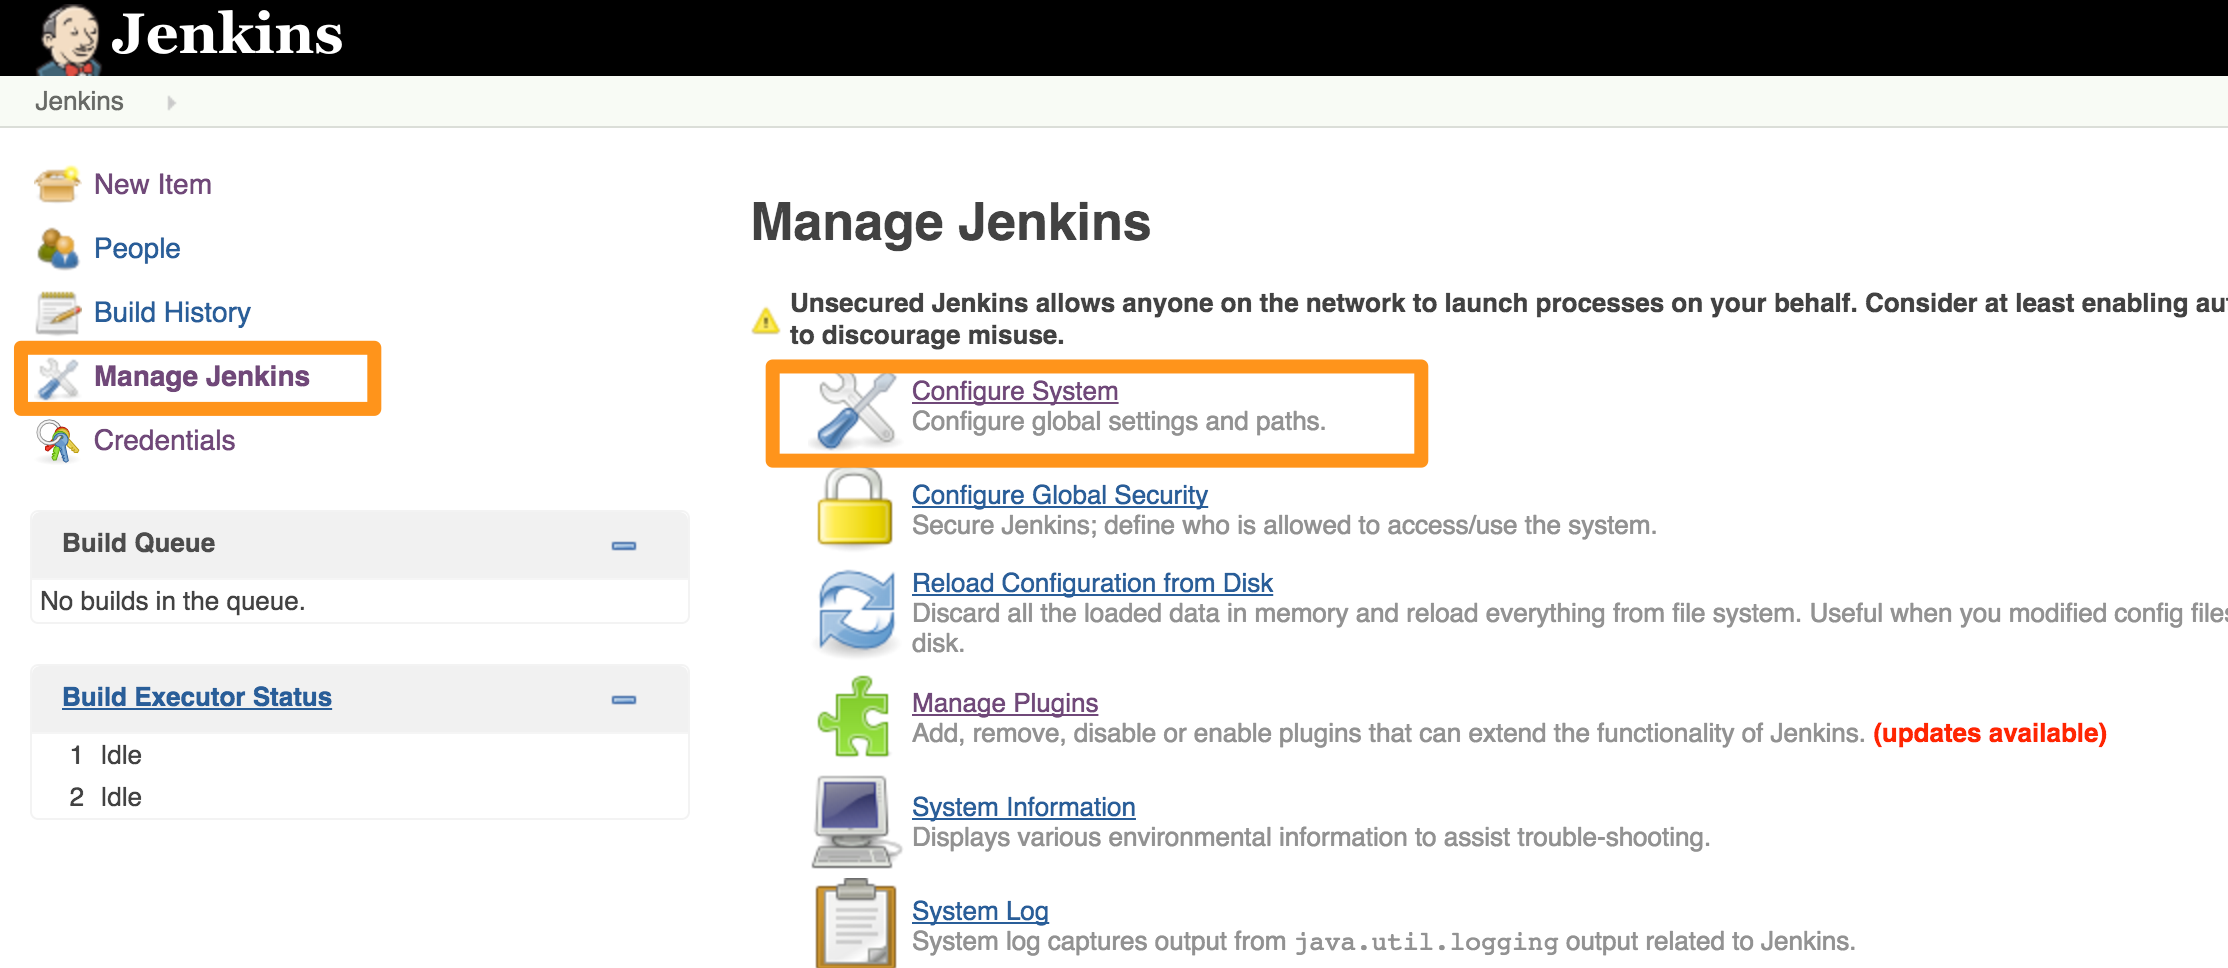 Jenkins
Jenkins
New Item
People
Build History
Manage Jenkins
Credentials
Build Queue
No builds in the queue.
Build Executor Status
1 Idle
2 Idle
Manage Jenkins
Unsecured Jenkins allows anyone on the network to launch processes on your behalf. Consider at least enabling au
to discourage misuse.
Configure System
Configure global settings and paths.
Configure Global Security
Secure Jenkins; define who is allowed to access/use the system.
Reload Configuration from Disk
Discard all the loaded data in memory and reload everything from file system. Useful when you modified config files
disk.
Manage Plugins
Add, remove, disable or enable plugins that can extend the functionality of Jenkins. (updates available)
System Information
Displays various environmental information to assist trouble-shooting.
System Log
System log captures output from java.util.logging output related to Jenkins.